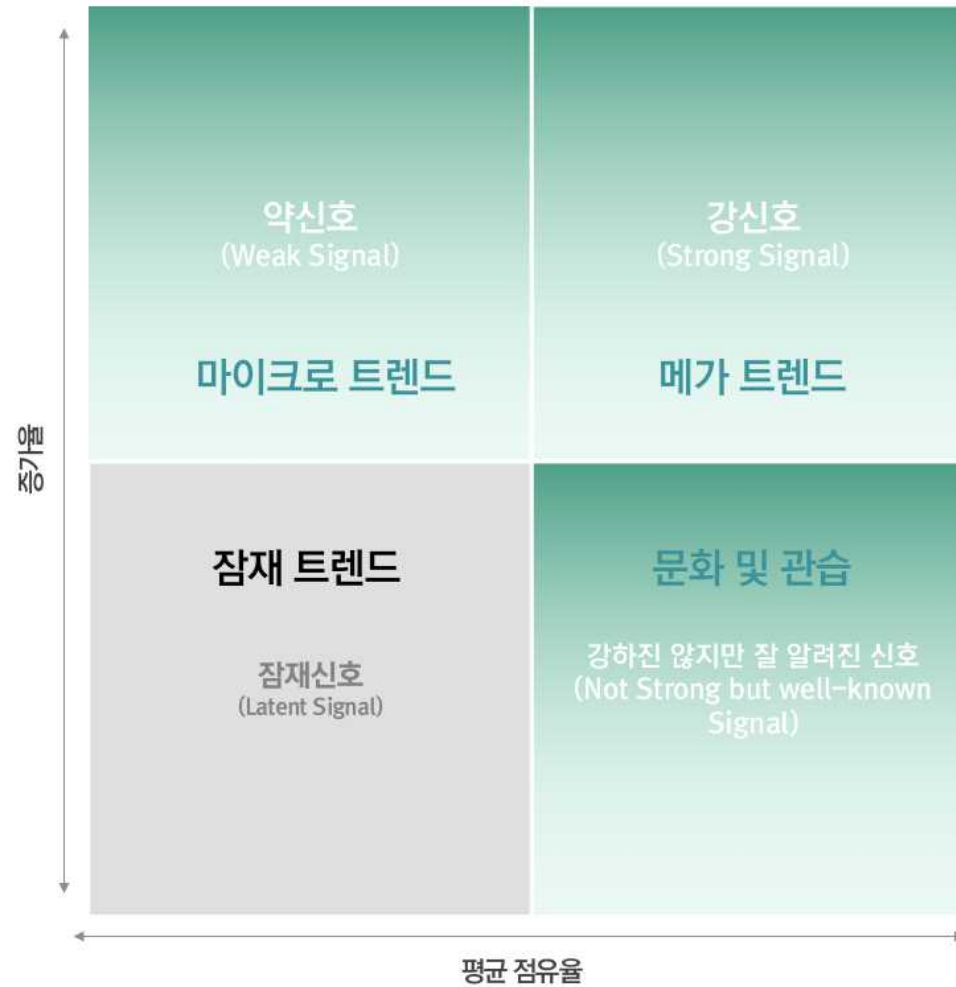 약신호
(Weak Signal)
마이크로 트렌드
강신호
(Strong Signal)
메가 트렌드
증가율
잠재 트렌드
잠재신호
(Latent Signal)
문화 및 관습
강하진 않지만 잘 알려진 신호
(Not Strong but well-known
Signal)
평균 점유율